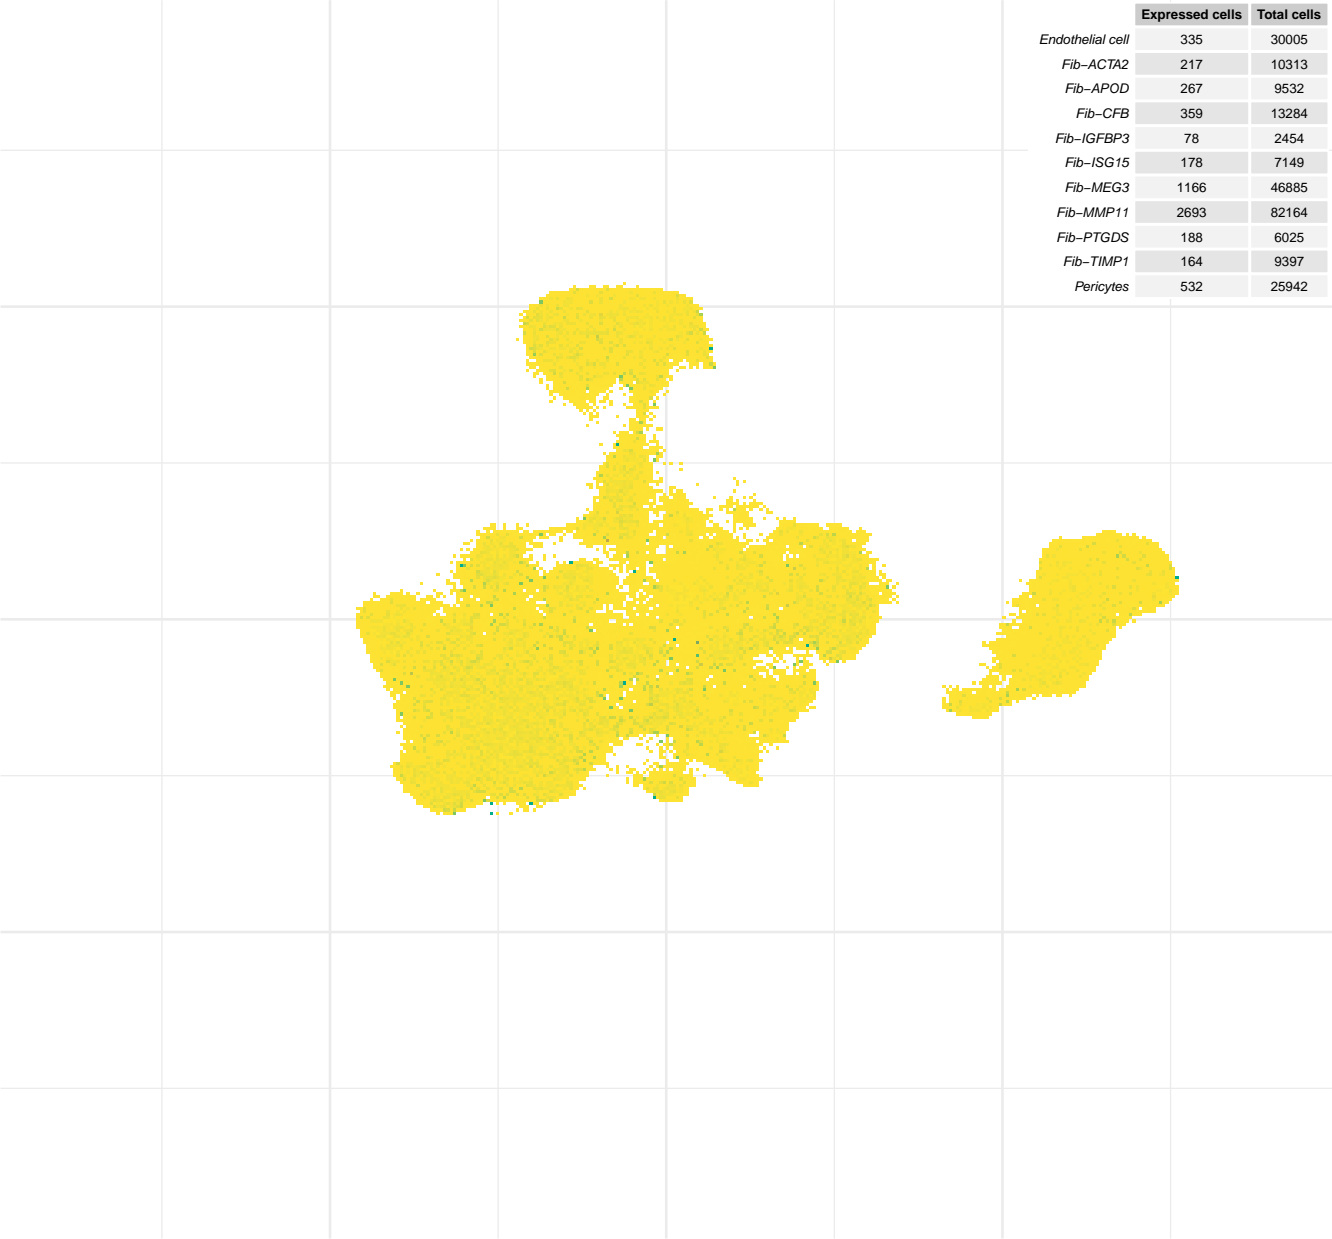 Expressed cells Total cells
Endothelial cell 335 30005
Fib−ACTA2 217 10313
Fib−APOD 267 9532
Fib−CFB 359 13284
Fib−IGFBP3 78 2454
Fib−ISG15 178 7149
Fib−MEG3 1166 46885
Fib−MMP11 2693 82164
Fib−PTGDS 188 6025
Fib−TIMP1 164 9397
Pericytes 532 25942